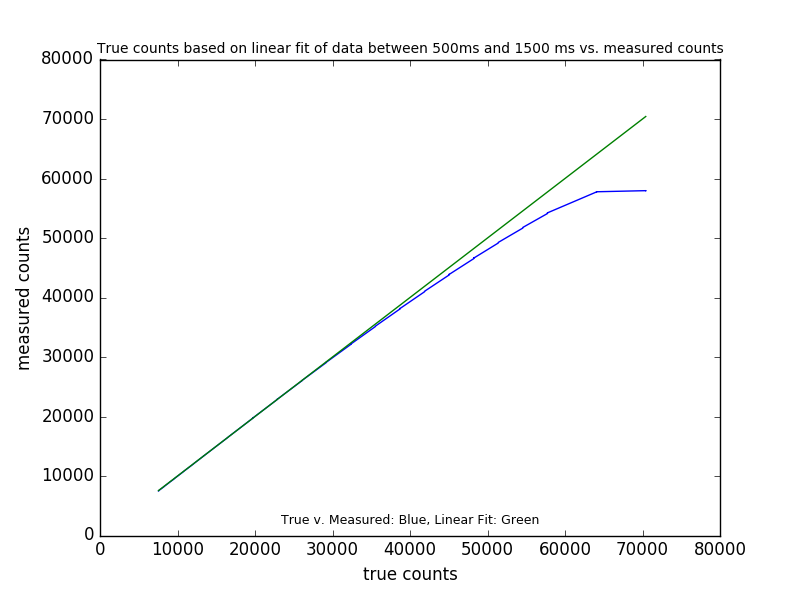 True counts based on linear fit of data between 500ms and 1500 ms vs. measured counts
80000
70000
60000
50000
40000
30000
20000
10000
0
measured counts
True v. Measured: Blue, Linear Fit: Green
0 10000 20000 30000 40000 50000 60000 70000 80000
true counts